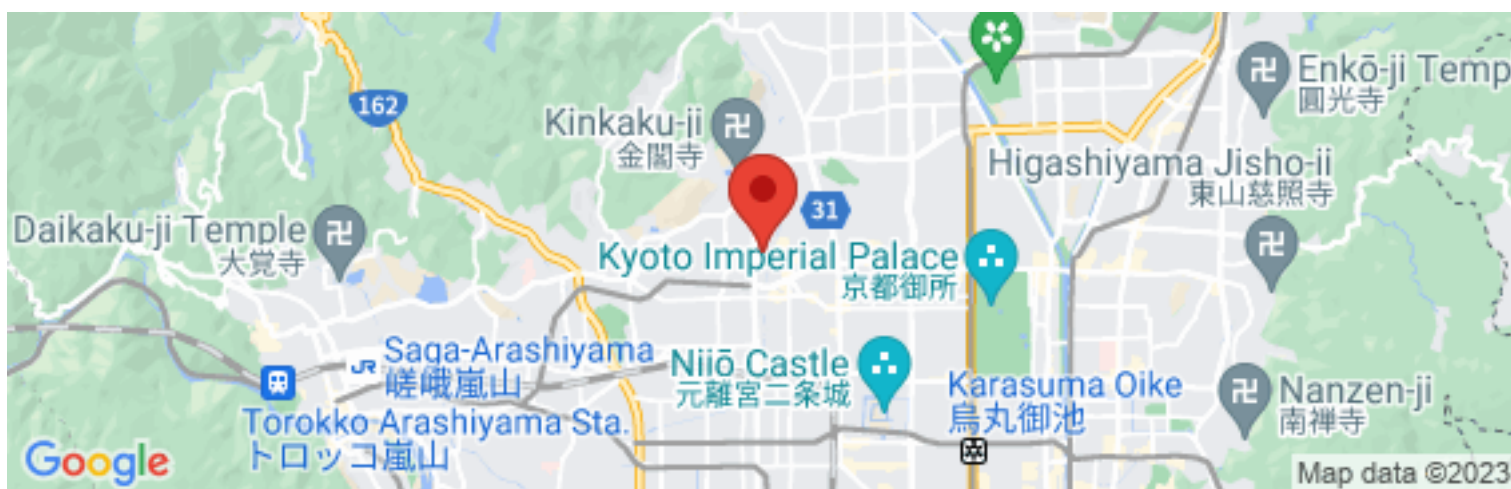 162
Kinkaku-ji
金閣寺
Enkō-ji Temp
圓光寺
Higashiyama Jisho-ji
東山慈照寺
31
Daikaku-ji Temple
大覚寺
Kyoto Imperial Palace
京都御所
Saga-Arashiyama
嵯峨嵐山
JR
Nijō Castle
元離宮二条城
Karasuma Oike
烏丸御池
Nanzen-ji
南禅寺
Torokko Arashiyama Sta.
トロッコ嵐山
Google
Map data ©2023